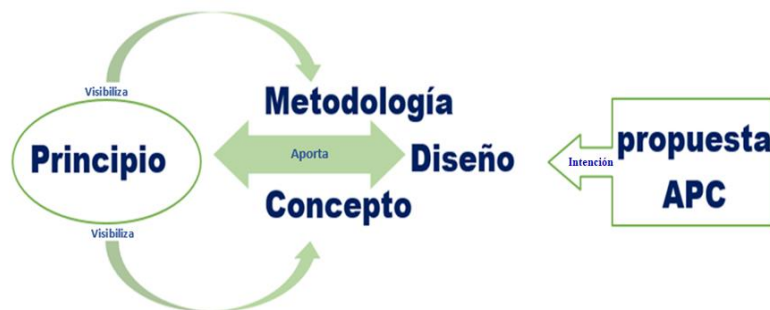 Visibiliza
Metodología
Principio
Aporta
Diseño
Concepto
Visibiliza
Intención
propuesta
APC